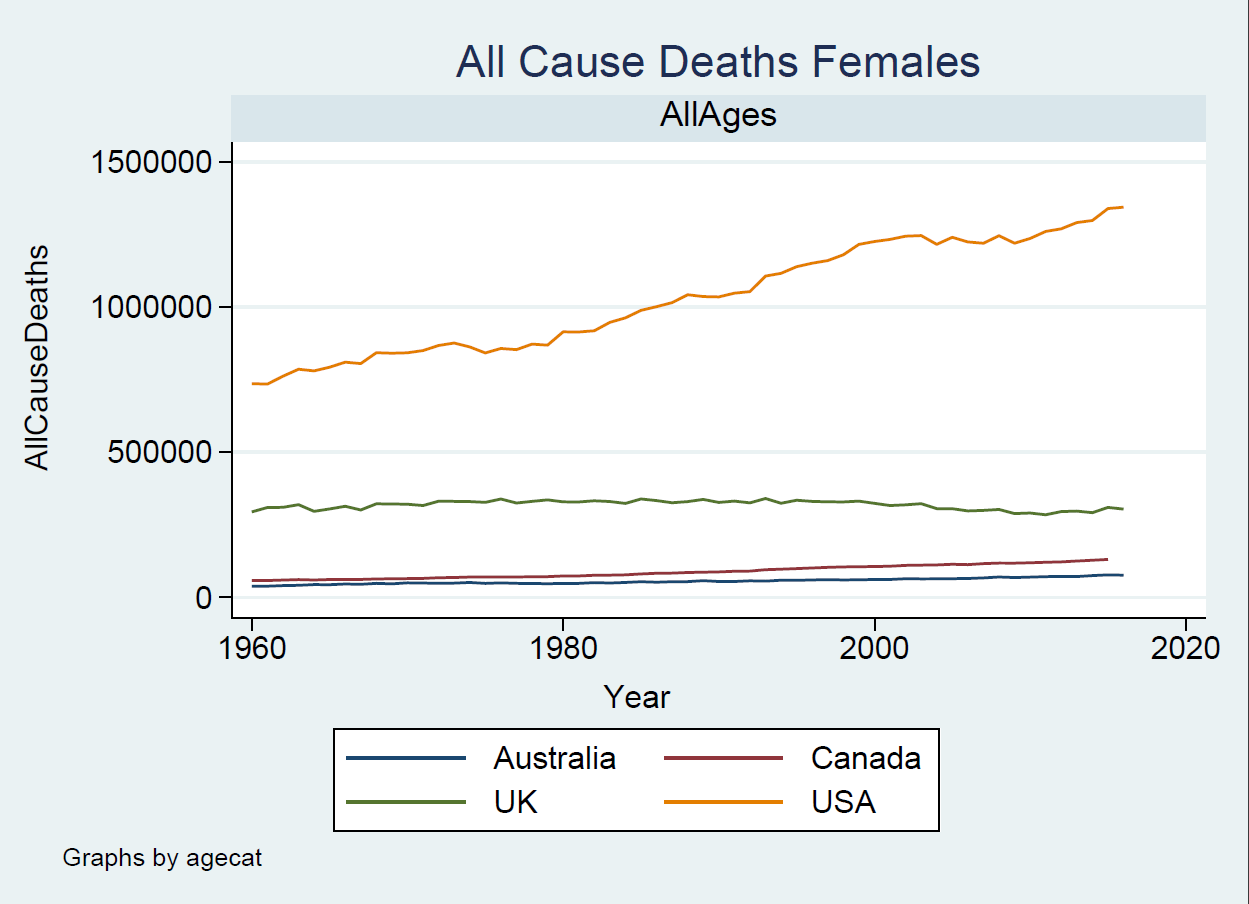 All Cause Deaths Females
AllAges
AllCauseDeaths
1500000
1000000
500000
0
1960 1980 2000 2020
Year
Australia Canada
UK USA
Graphs by agecat